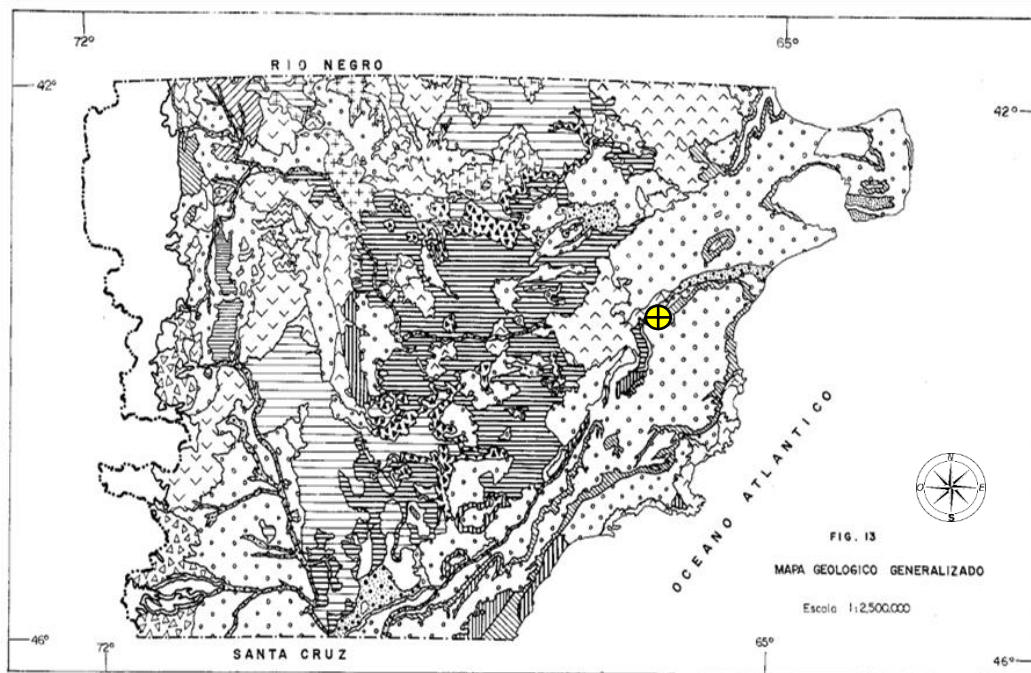 72°
65°
RIO NEGRO
42°
42°
N
O
E
S
OCEANO ATLANTICO
FIG. 13
MAPA GEOLOGICO GENERALIZADO
Escala 1:2,500.000
46°
72°
SANTA CRUZ
65°
46°